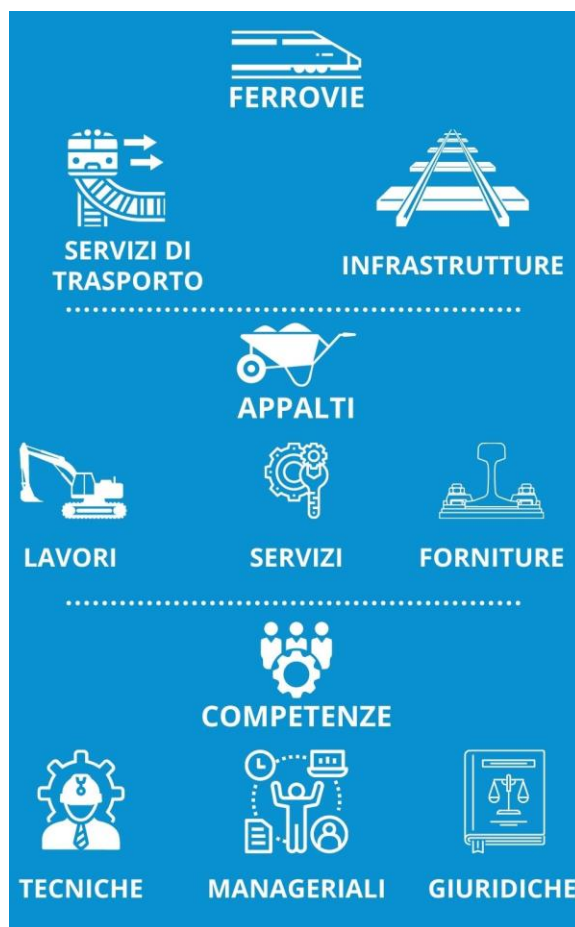 FERROVIE
SERVIZI DI
TRASPORTO
INFRASTRUTTURE
APPALTI
LAVORI
SERVIZI
FORNITURE
COMPETENZE
TECNICHE
MANAGERIALI
GIURIDICHE